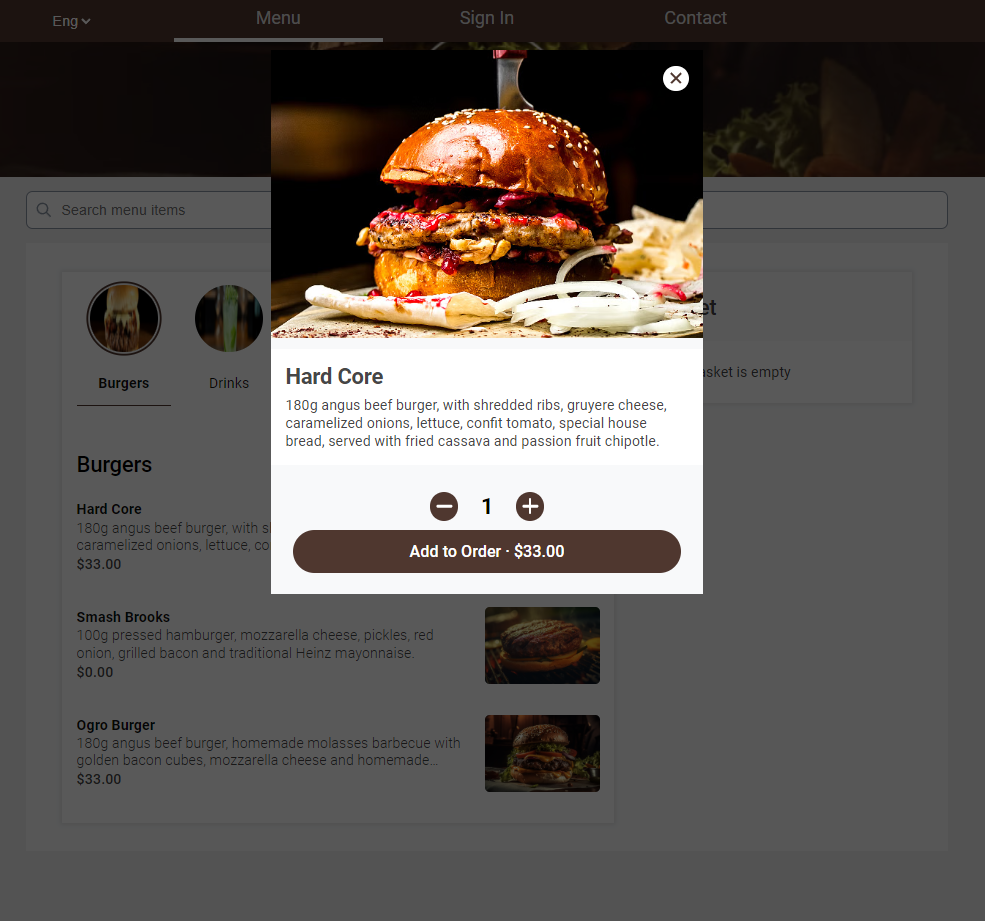 Eng
Menu
Sign In
Contact
Search menu items
Burgers
Drinks
Burgers
Hard Core
180g angus beef burger, with
caramelized onions, lettuce,
$33.00
Smash Brooks
100g pressed hamburger, mozzarella cheese, pickles, red
onion, grilled bacon and traditional Heinz mayonnaise.
$0.00
Ogro Burger
180g angus beef burger, homemade molasses barbecue with
golden bacon cubes, mozzarella cheese and homemade...
$33.00
is empty
Hard Core
180g angus beef burger, with shredded ribs, gruyere cheese,
caramelized onions, lettuce, confit tomato, special house
bread, served with fried cassava and passion fruit chipotle.
1
Add to Order · $33.00